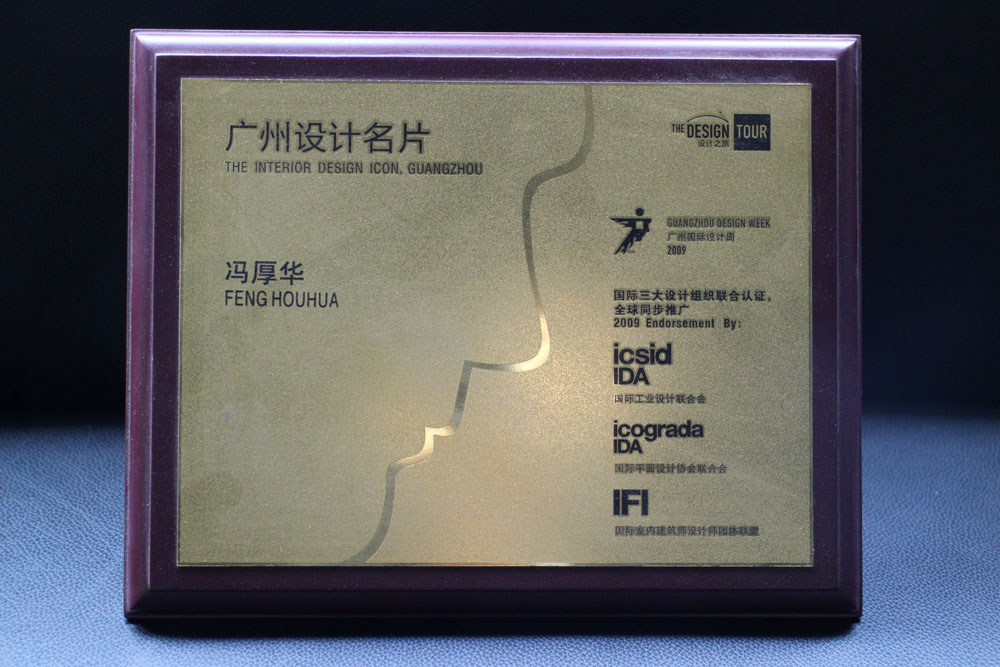 广州设计名片
THE INTERIOR DESIGN ICON, GUANGZHOU
冯厚华
FENG HOUHUA
THE DESIGN TOUR
设计之旅
GUANGZHOU DESIGN WEEK
广州国际设计周
2009
国际三大设计组织联合认证，
全球同步推广
2009 Endorsement By:
icsid
IDA
国际工业设计联合会
icograda
IDA
国际平面设计协会联合会
IFI
国际室内建筑师设计师团体联盟